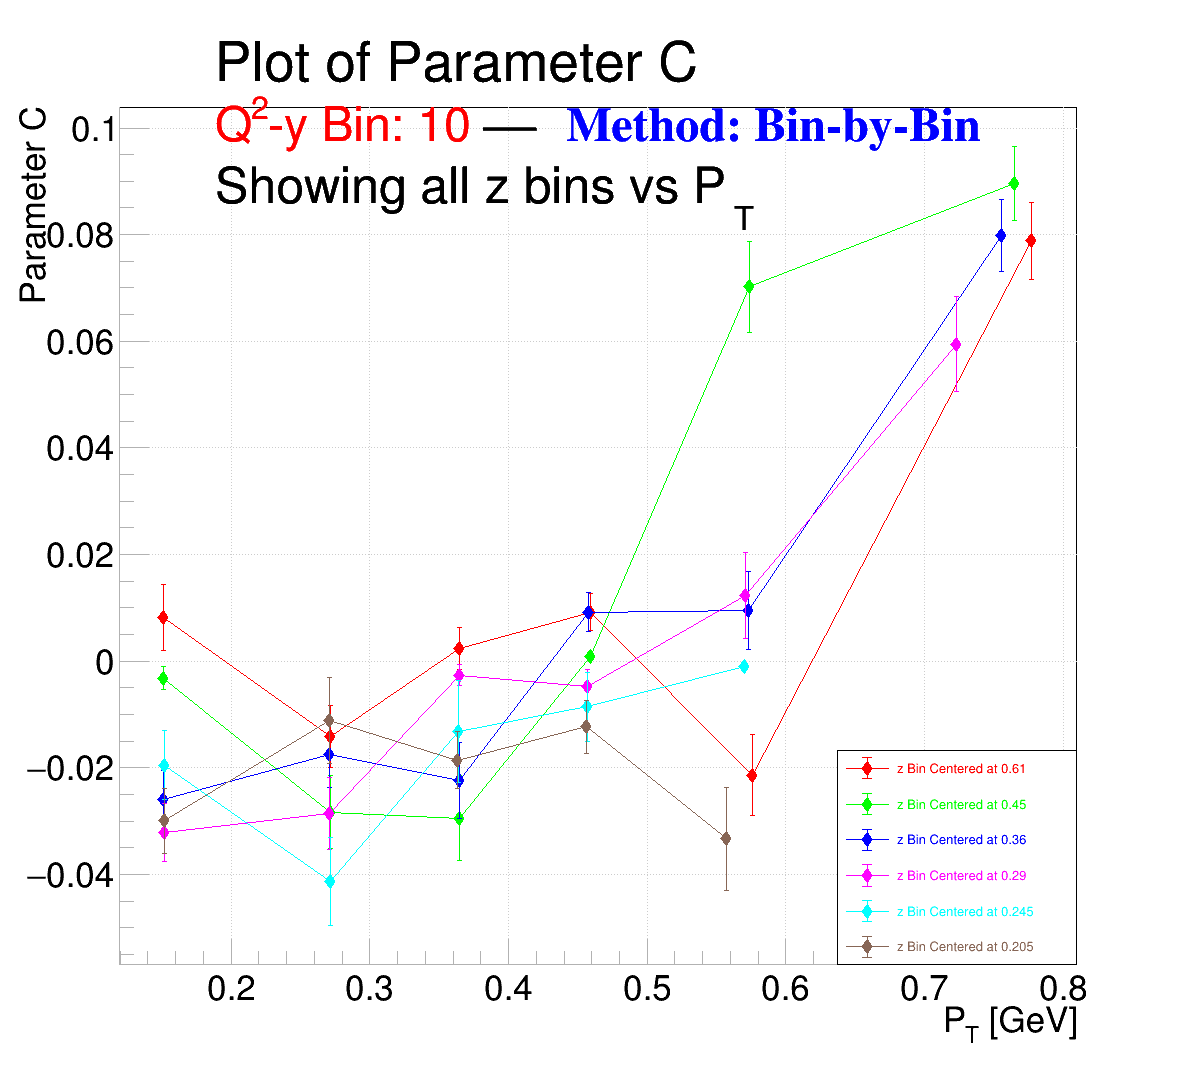 Plot of Parameter C
Q²-y Bin: 10 — Method: Bin-by-Bin
Showing all z bins vs P_T
Parameter C
0.1
0.08
0.06
0.04
0.02
0
−0.02
−0.04
z Bin Centered at 0.61
z Bin Centered at 0.45
z Bin Centered at 0.36
z Bin Centered at 0.29
z Bin Centered at 0.245
z Bin Centered at 0.205
0.2 0.3 0.4 0.5 0.6 0.7 0.8
P_T [GeV]